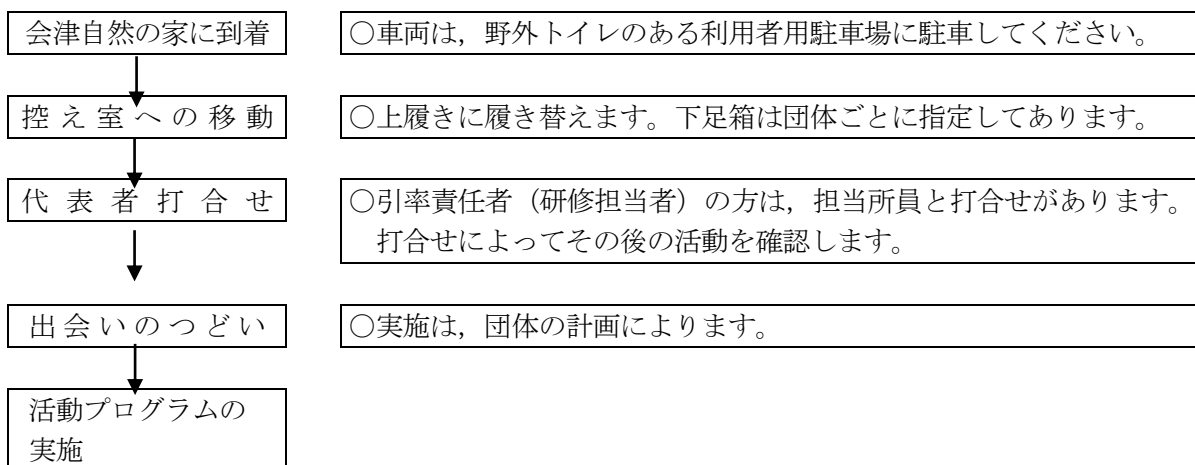 会津自然の家に到着
○車両は，野外トイレのある利用者用駐車場に駐車してください。
控え室への移動
○上履きに履き替えます。下足箱は団体ごとに指定してあります。
代表者打合せ
○引率責任者（研修担当者）の方は，担当所員と打合せがあります。
打合せによってその後の活動を確認します。
出会いのつどい
○実施は，団体の計画によります。
活動プログラムの
実施